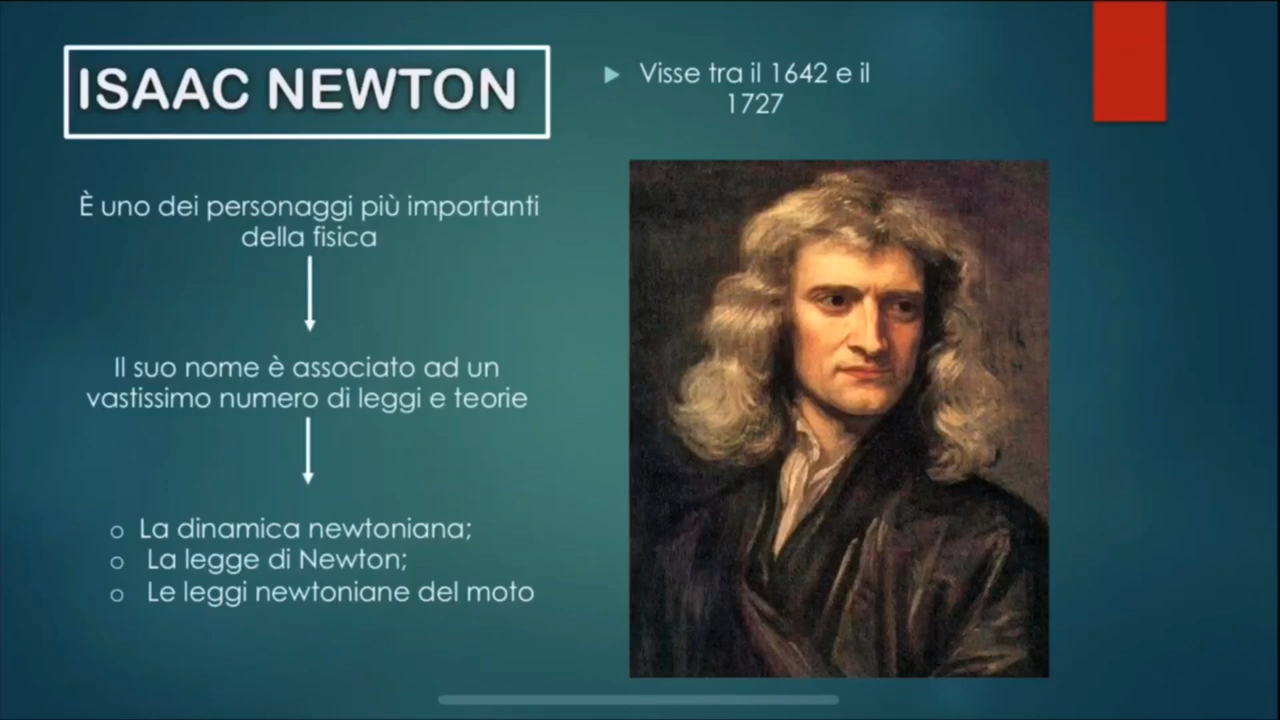 ISAAC NEWTON
È uno dei personaggi più importanti
della fisica
Il suo nome è associato ad un
vastissimo numero di leggi e teorie
La dinamica newtoniana;
La legge di Newton;
Le leggi newtoniane del moto
Visse tra il 1642 e il
1727